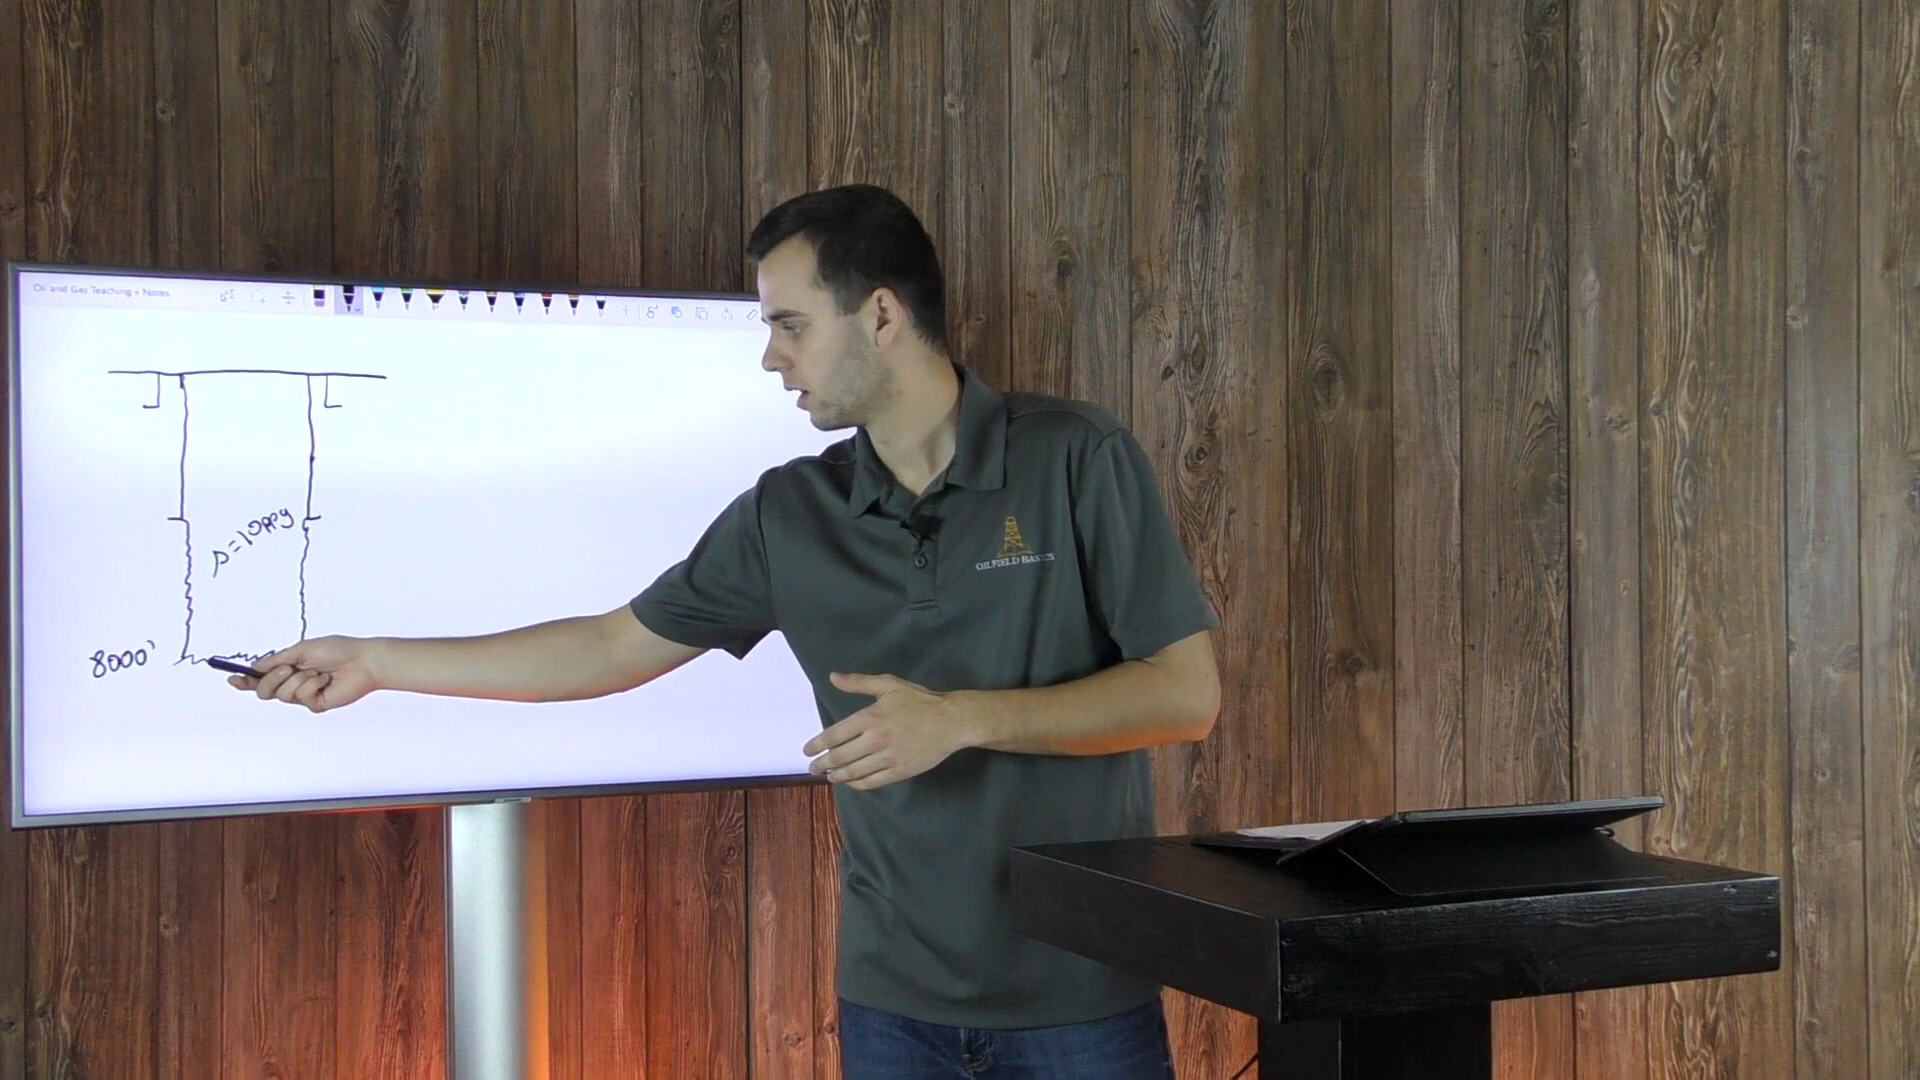 Oil and Gas Teaching + Notes
ρ=10ppg
8000'
OILFIELD BASICS